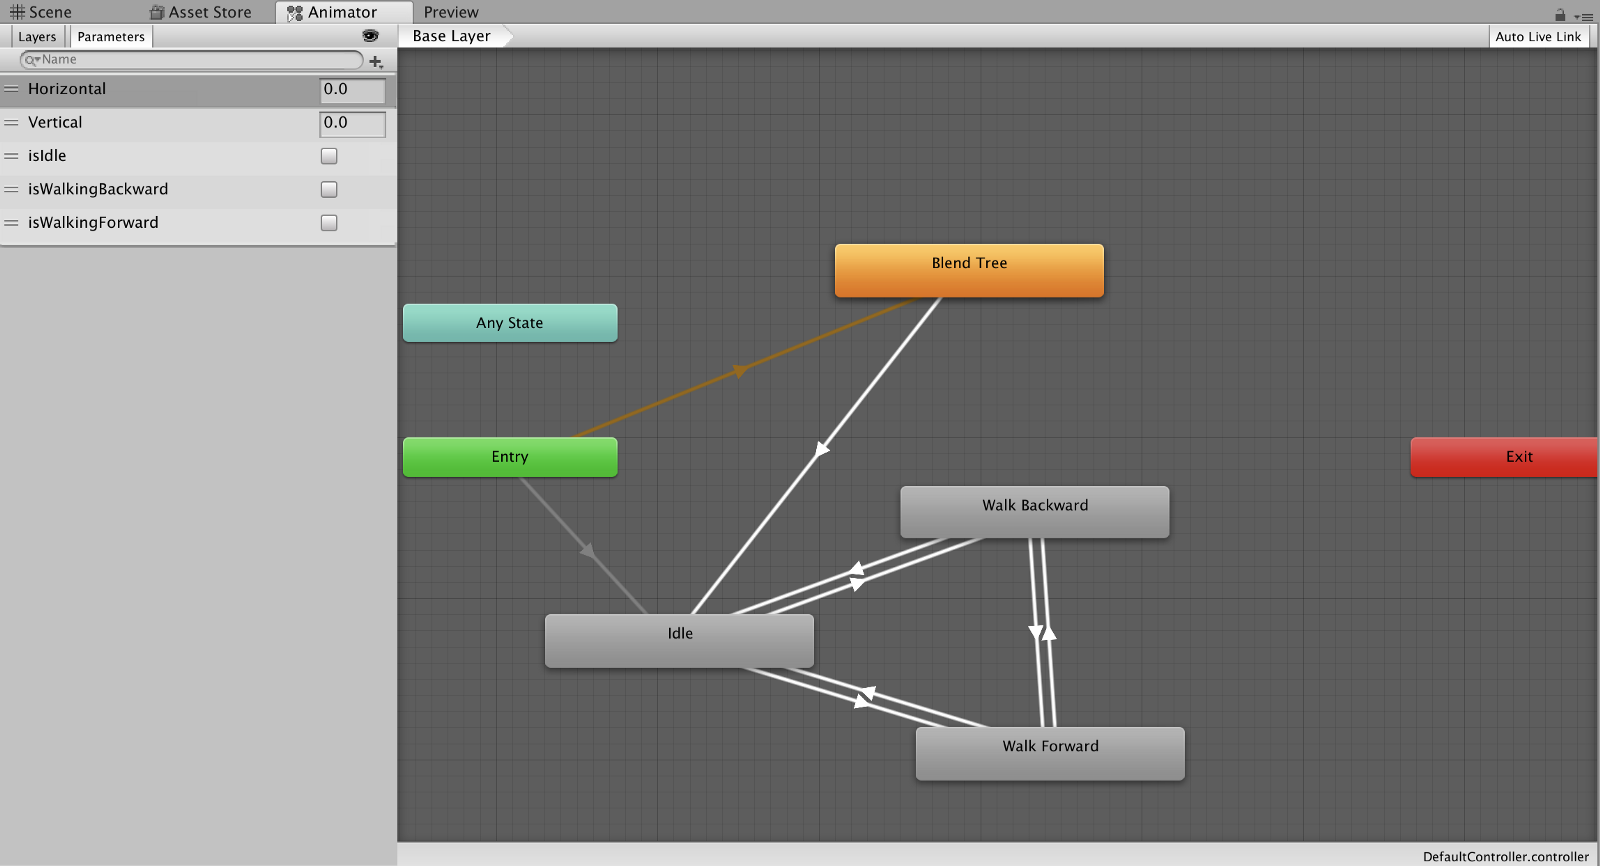 Scene
Asset Store
Animator
Preview
Layers
Parameters
Base Layer
Auto Live Link
Name
Horizontal
0.0
Vertical
0.0
isIdle
isWalkingBackward
isWalkingForward
Blend Tree
Any State
Entry
Exit
Walk Backward
Idle
Walk Forward
DefaultController.controller